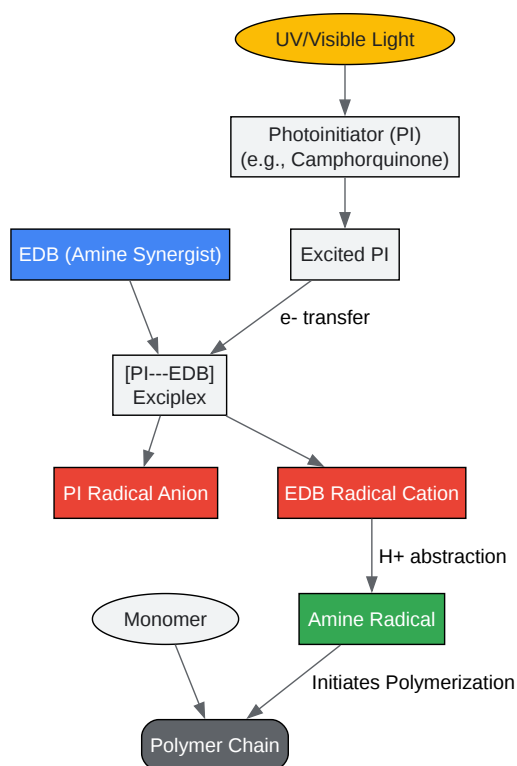 UV/Visible Light
Photoinitiator (PI)
(e.g., Camphorquinone)
EDB (Amine Synergist)
Excited PI
e- transfer
[PI---EDB]
Exciplex
PI Radical Anion
EDB Radical Cation
H+ abstraction
Monomer
Amine Radical
Initiates Polymerization
Polymer Chain